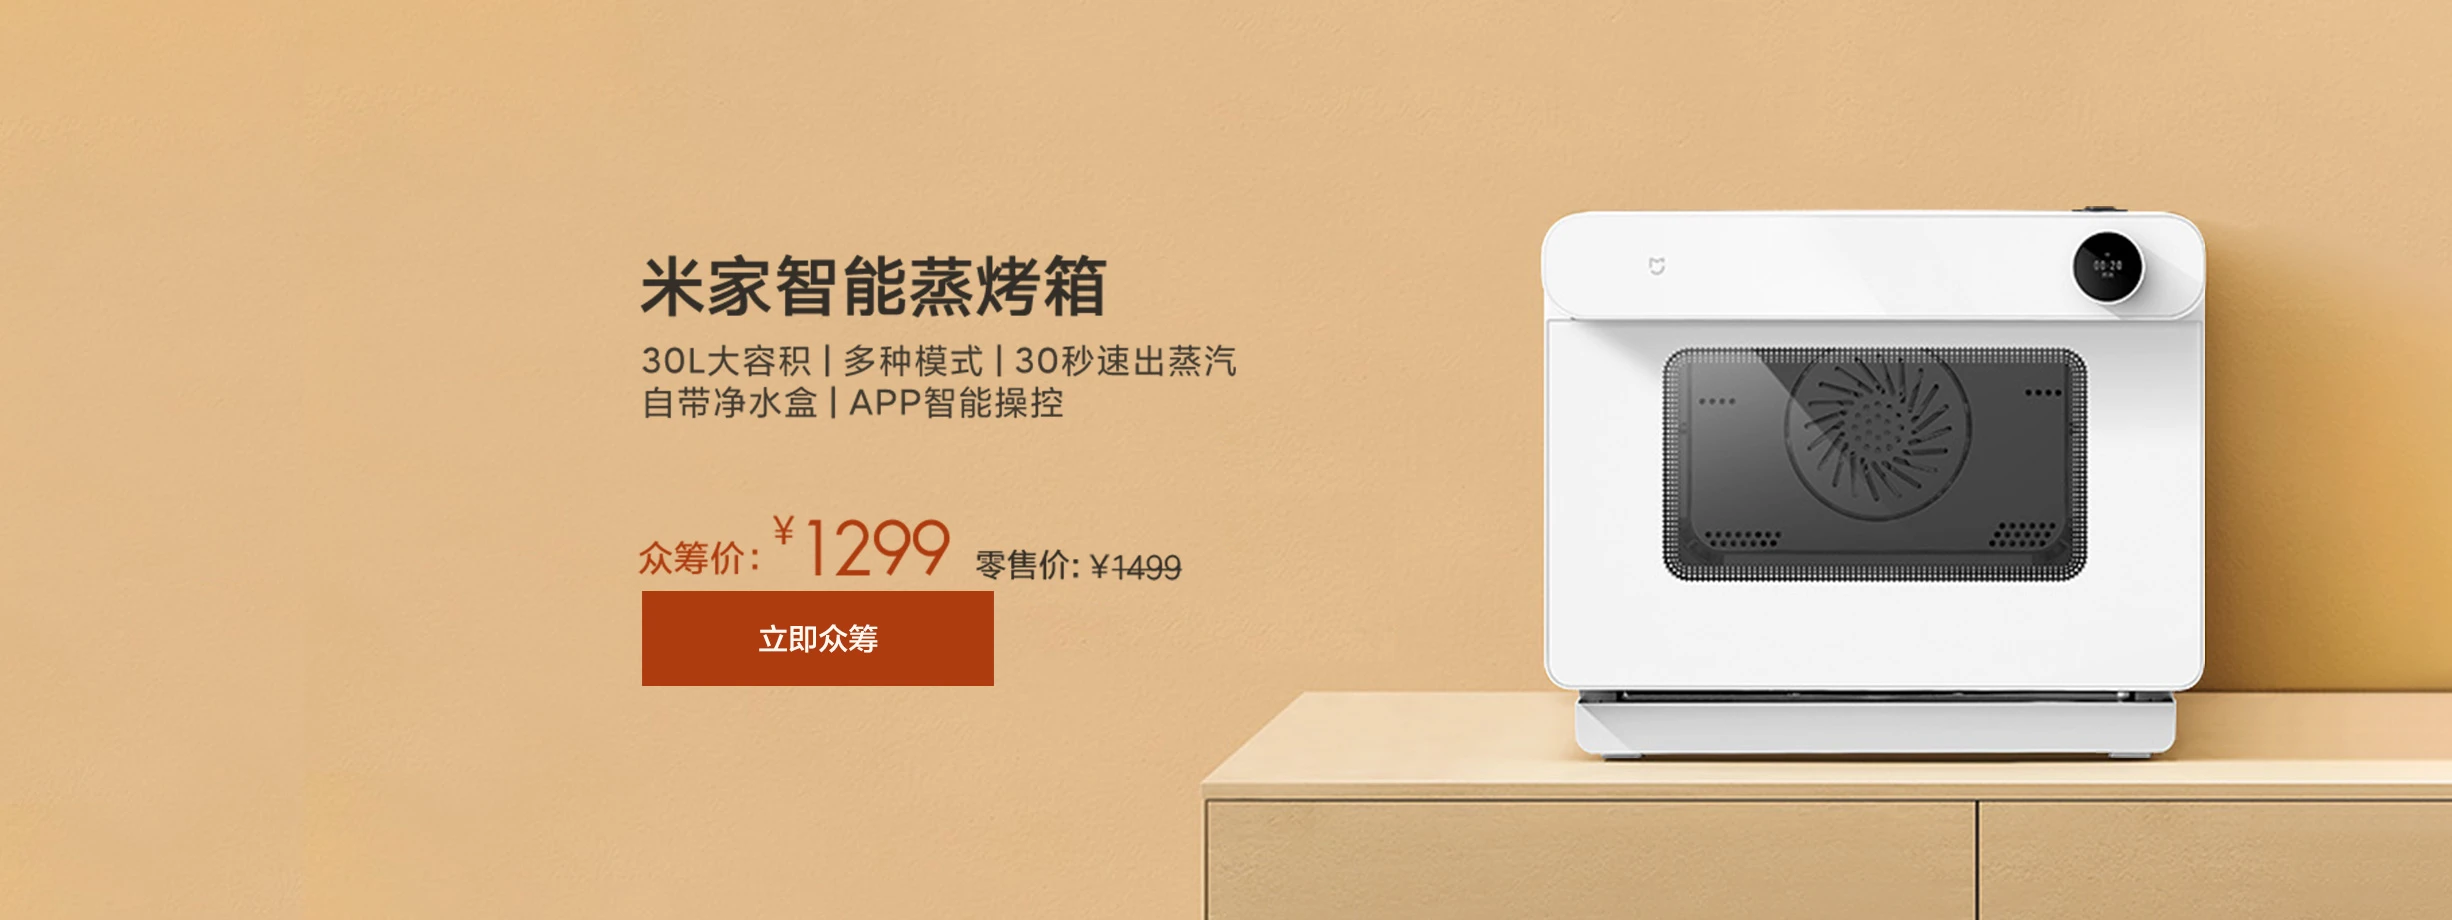 米家智能蒸烤箱
30L大容积 | 多种模式 | 30秒速出蒸汽
自带净水盒 | APP智能操控
众筹价: ¥1299 零售价: ¥1499
立即众筹
00:20